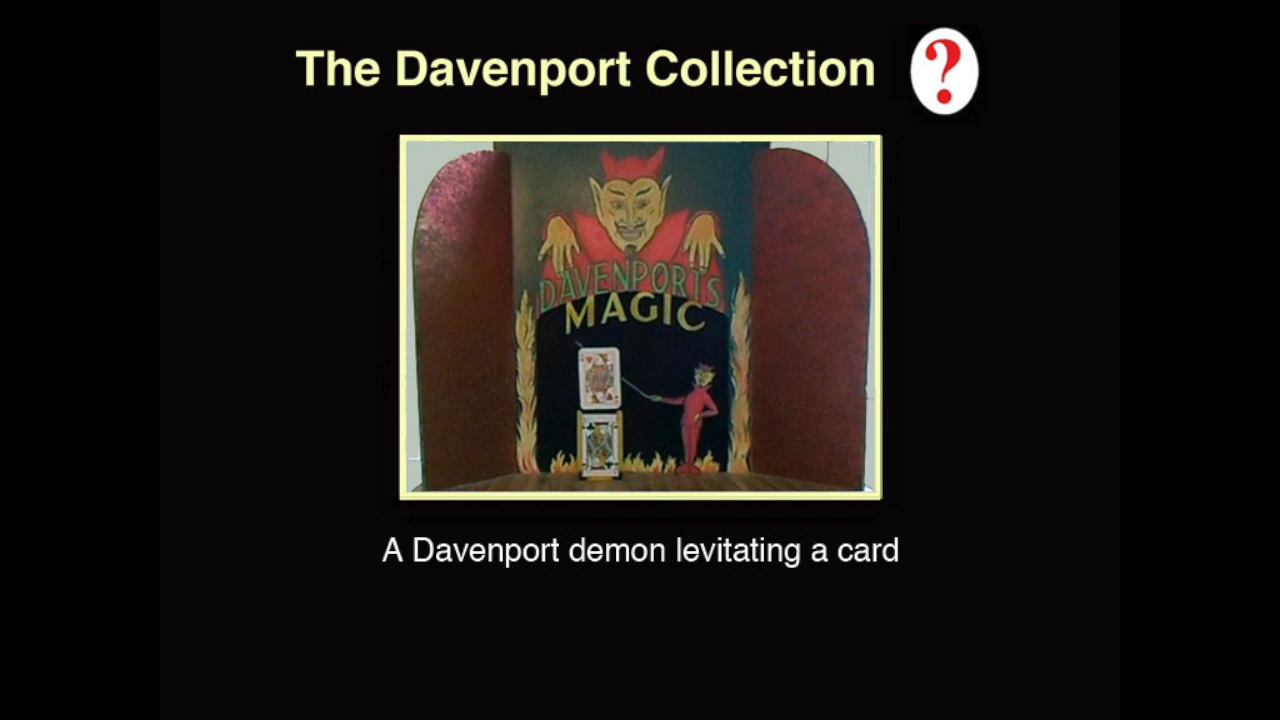 The Davenport Collection ?
DAVENPORTS
MAGIC
A Davenport demon levitating a card